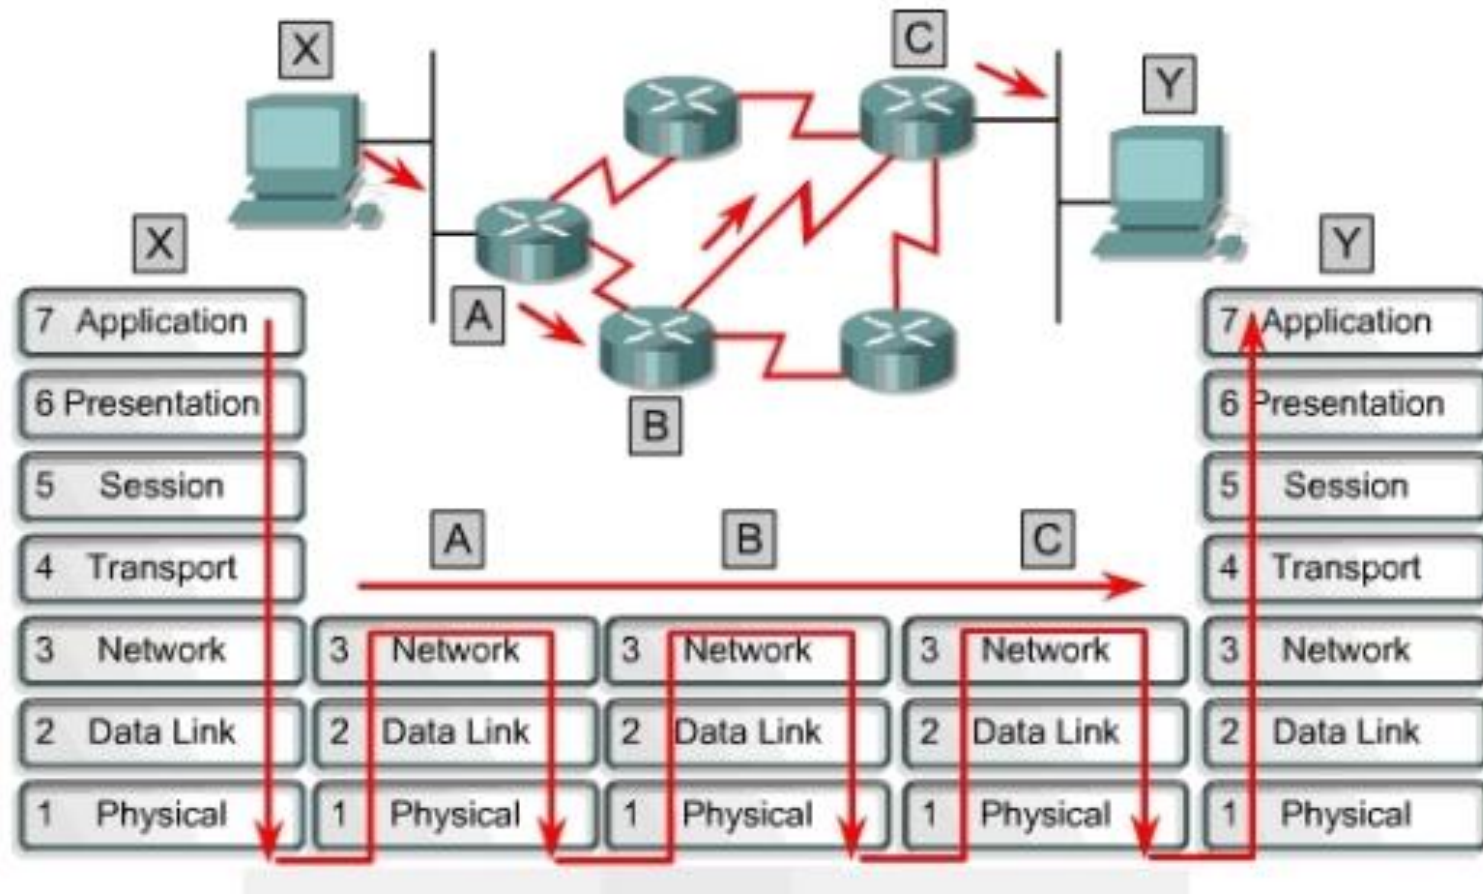 X
C
Y
X
A
B
Y
7 Application
6 Presentation
5 Session
4 Transport
3 Network
2 Data Link
1 Physical
A
B
C
3 Network
2 Data Link
1 Physical
3 Network
2 Data Link
1 Physical
3 Network
2 Data Link
1 Physical
7 Application
6 Presentation
5 Session
4 Transport
3 Network
2 Data Link
1 Physical